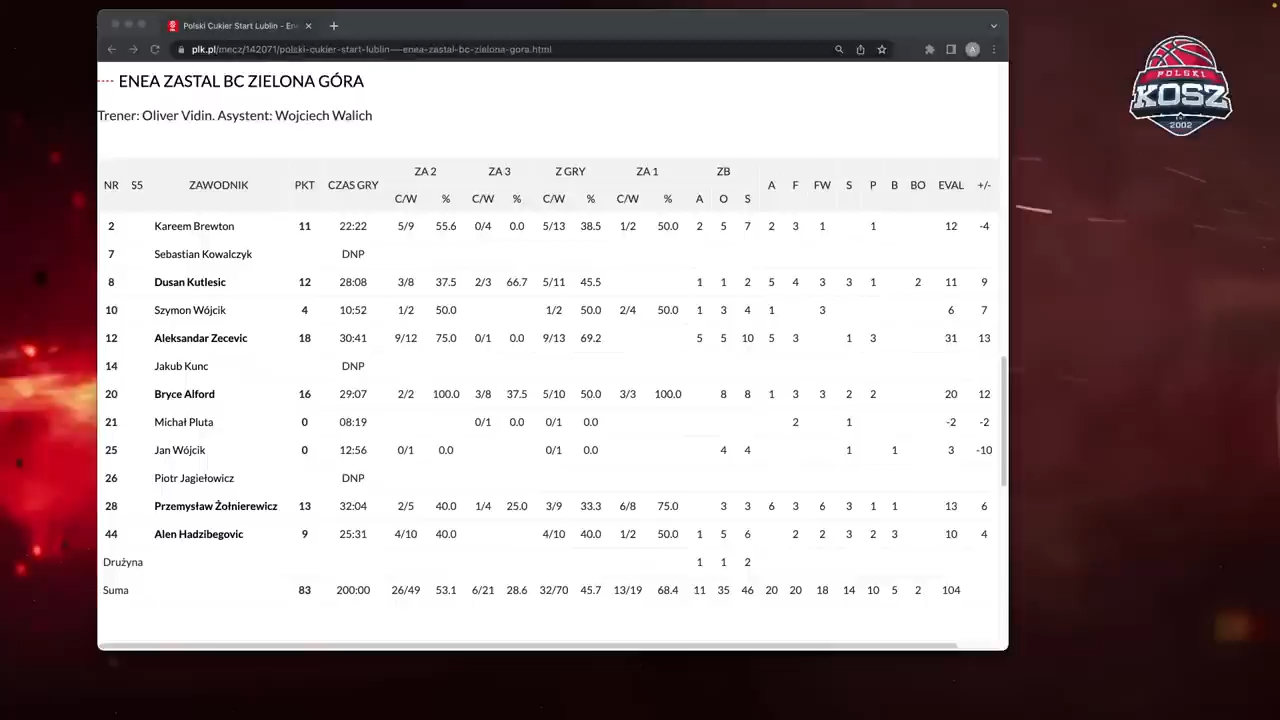 Polski Cukier Start Lublin - Ene
plk.pl/mecz/142071/polski-cukier-start-lublin---enea-zastal-bc-zielona-gora.html
A
POLSKI
KOSZ
EST.
2002
ENEA ZASTAL BC ZIELONA GÓRA
Trener: Oliver Vidin. Asystent: Wojciech Walich
ZA 2 ZA 3 Z GRY ZA 1 ZB
NR S5 ZAWODNIK PKT CZAS GRY A F FW S P B BO EVAL +/-
C/W % C/W % C/W % C/W % A O S
2 Kareem Brewton 11 22:22 5/9 55.6 0/4 0.0 5/13 38.5 1/2 50.0 2 5 7 2 3 1 1 12 -4
7 Sebastian Kowalczyk DNP
8 Dusan Kutlesic 12 28:08 3/8 37.5 2/3 66.7 5/11 45.5 1 1 2 5 4 3 3 1 2 11 9
10 Szymon Wójcik 4 10:52 1/2 50.0 1/2 50.0 2/4 50.0 1 3 4 1 3 6 7
12 Aleksandar Zecevic 18 30:41 9/12 75.0 0/1 0.0 9/13 69.2 5 5 10 5 3 1 3 31 13
14 Jakub Kunc DNP
20 Bryce Alford 16 29:07 2/2 100.0 3/8 37.5 5/10 50.0 3/3 100.0 8 8 1 3 3 2 2 20 12
21 Michał Pluta 0 08:19 0/1 0.0 0/1 0.0 2 1 -2 -2
25 Jan Wójcik 0 12:56 0/1 0.0 0/1 0.0 4 4 1 1 3 -10
26 Piotr Jagiełowicz DNP
28 Przemysław Żołnierewicz 13 32:04 2/5 40.0 1/4 25.0 3/9 33.3 6/8 75.0 3 3 6 3 6 3 1 1 13 6
44 Alen Hadzibegovic 9 25:31 4/10 40.0 4/10 40.0 1/2 50.0 1 5 6 2 2 3 2 3 10 4
Drużyna 1 1 2
Suma 83 200:00 26/49 53.1 6/21 28.6 32/70 45.7 13/19 68.4 11 35 46 20 20 18 14 10 5 2 104